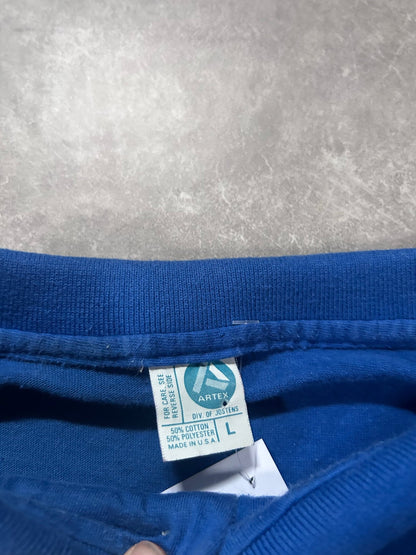 FOR CARE, SEE
REVERSE SIDE
ARTEX
DIV. OF JOSTENS
50% COTTON
50% POLYESTER
MADE IN U.S.A.
L